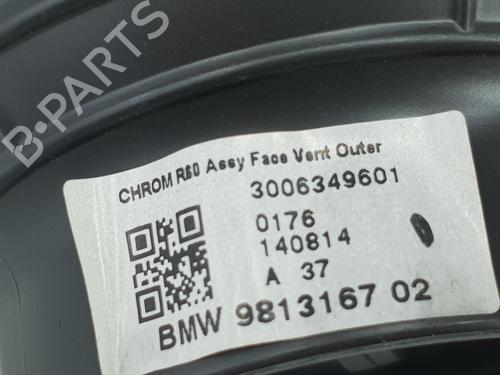 B-PARTS
CHROM R60 Assy Face Vent Outer
3006349601
0176
140814
A 37
BMW 9813167 02